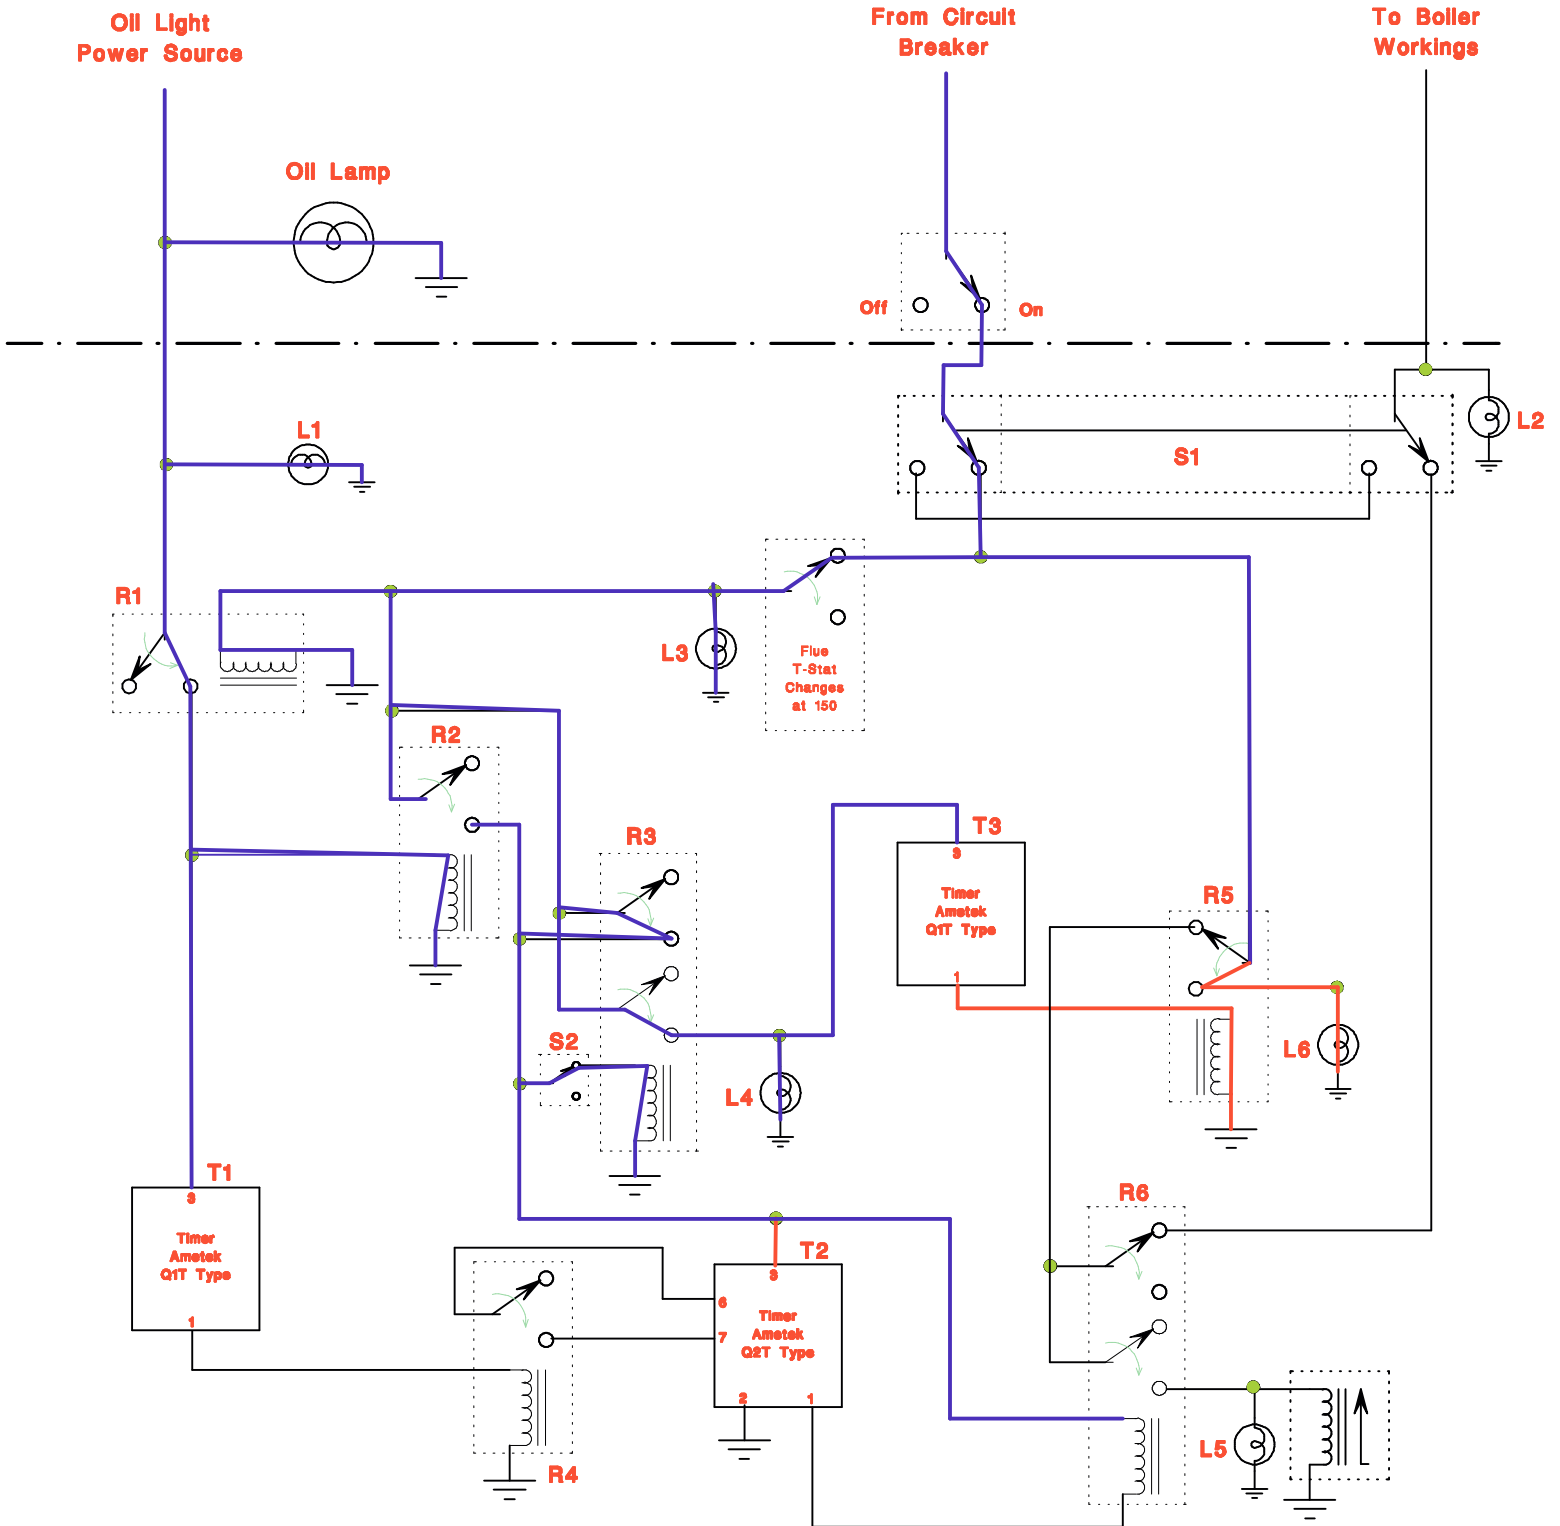 Oil Light
Power Source
From Circuit
Breaker
To Boiler
Workings
Oil Lamp
Off
On
L1
L2
S1
R1
L3
Flue
T-Stat
Changes
at 150
R2
R3
T3
3
Timer
Ametek
Q1T Type
1
R5
S2
L4
L6
T1
3
Timer
Ametek
Q1T Type
1
R6
T2
3
6
Timer
Ametek
Q2T Type
7
2
1
R4
L5